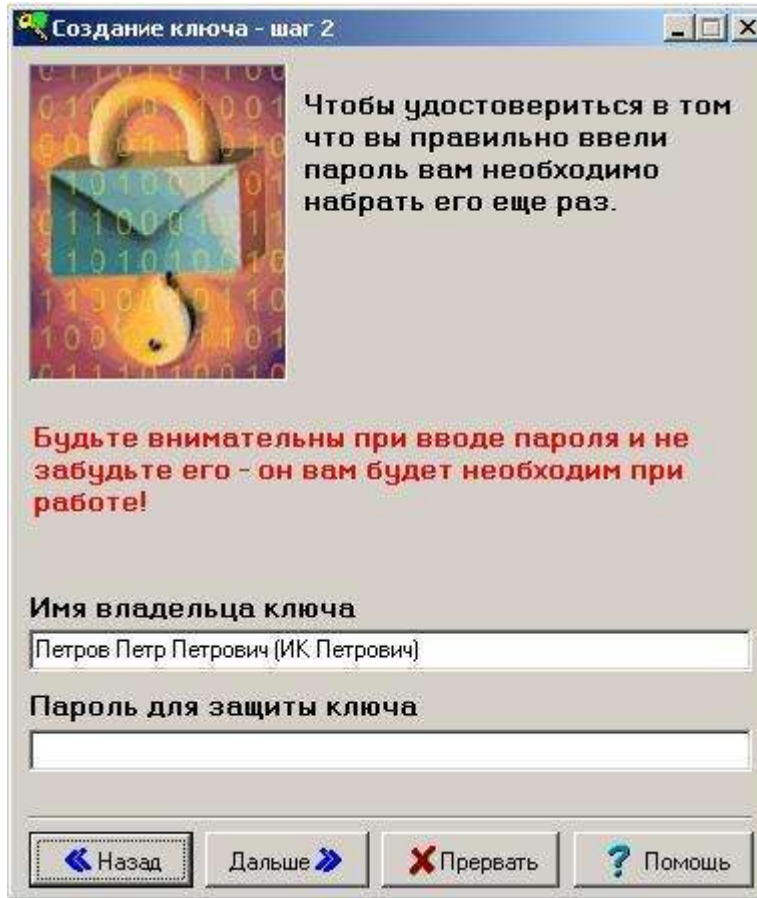 Создание ключа - шаг 2
Чтобы удостовериться в том
что вы правильно ввели
пароль вам необходимо
набрать его еще раз.
Будьте внимательны при вводе пароля и не
забудьте его - он вам будет необходим при
работе!
Имя владельца ключа
Петров Петр Петрович (ИК Петрович)
Пароль для защиты ключа
Назад Дальше Прервать ? Помощь